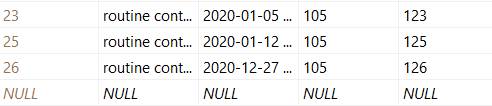 23 routine cont... 2020-01-05 ... 105 123
25 routine cont... 2020-01-12 ... 105 125
26 routine cont... 2020-12-27 ... 105 126
NULL NULL NULL NULL NULL